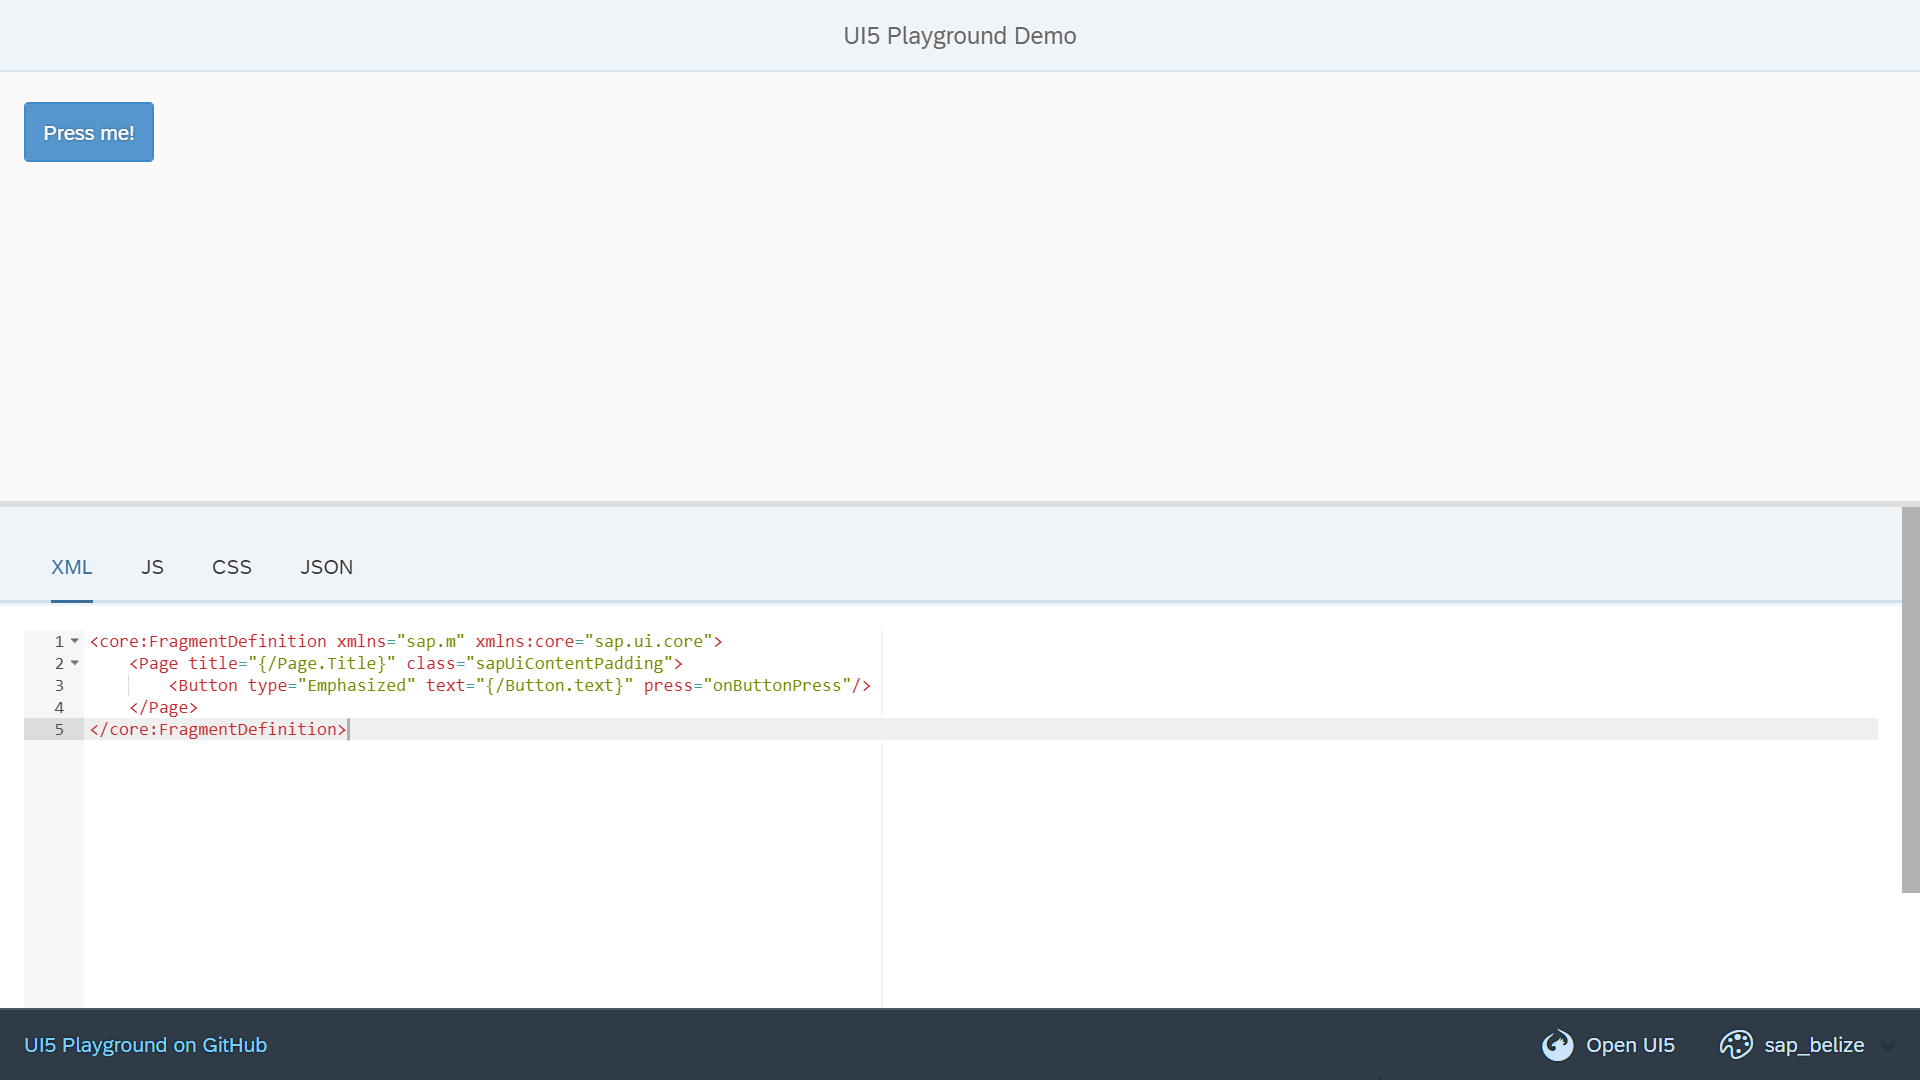 UI5 Playground Demo
Press me!
XML JS CSS JSON
1 <core:FragmentDefinition xmlns="sap.m" xmlns:core="sap.ui.core">
2     <Page title="{/Page.Title}" class="sapUiContentPadding">
3         <Button type="Emphasized" text="{/Button.text}" press="onButtonPress"/>
4     </Page>
5 </core:FragmentDefinition>
UI5 Playground on GitHub Open UI5 sap_belize